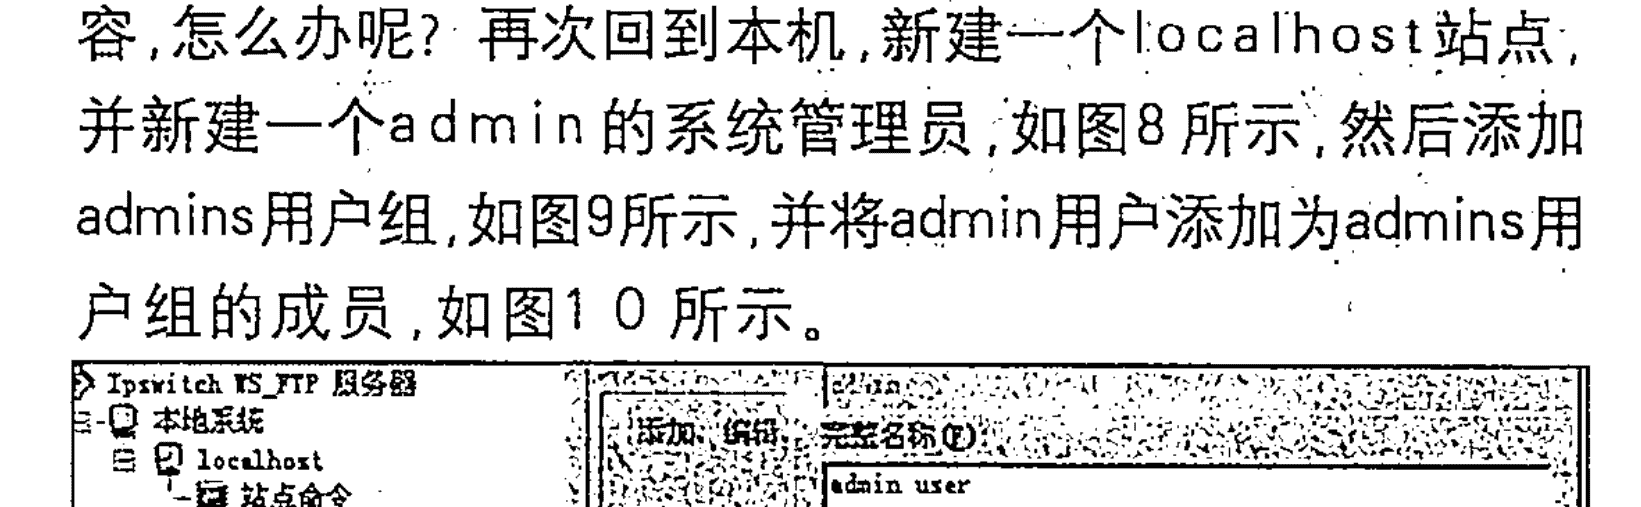 容,怎么办呢?再次回到本机,新建一个localhost站点,
并新建一个admin的系统管理员,如图8所示,然后添加
admins用户组,如图9所示,并将admin用户添加为admins用
户组的成员,如图10所示。
Ipswitch WS_FTP 服务器
本地系统
localhost
站点命令
添加、编辑、
完整名称(F):
admin user